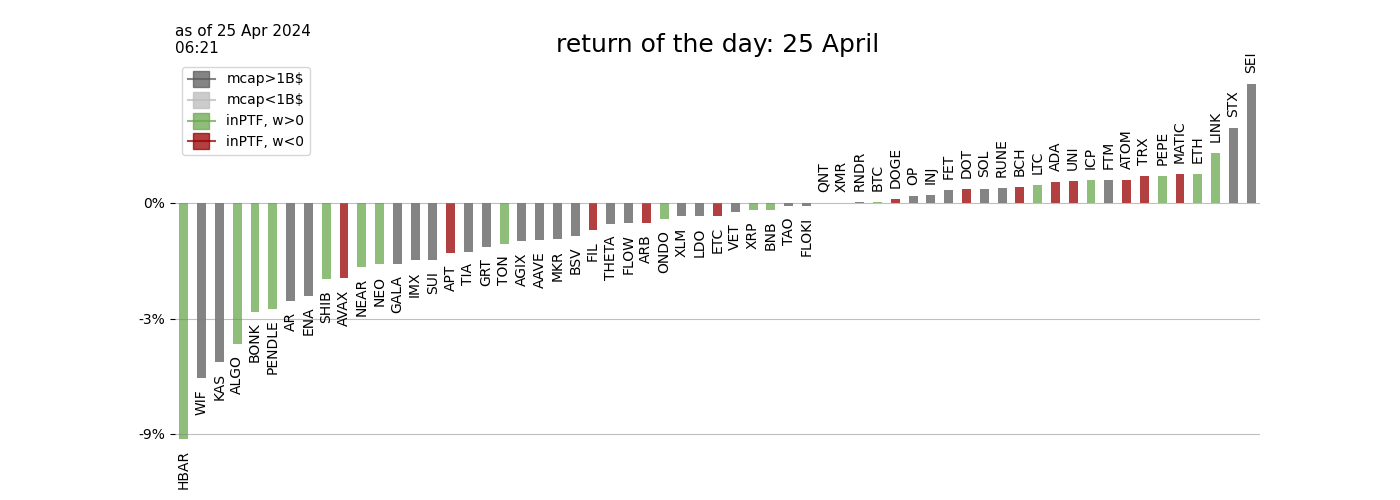 as of 25 Apr 2024
06:21
return of the day: 25 April
mcap>1B$
mcap<1B$
inPTF, w>0
inPTF, w<0
0%
-3%
-9%
HBAR
WIF
KAS
ALGO
BONK
PENDLE
AR
ENA
SHIB
AVAX
NEAR
NEO
GALA
IMX
SUI
APT
TIA
GRT
TON
AGIX
AAVE
MKR
BSV
FIL
THETA
FLOW
ARB
ONDO
XLM
LDO
ETC
VET
XRP
BNB
TAO
FLOKI
QNT
XMR
RNDR
BTC
DOGE
OP
INJ
FET
DOT
SOL
RUNE
BCH
LTC
ADA
UNI
ICP
FTM
ATOM
TRX
PEPE
MATIC
ETH
LINK
STX
SEI